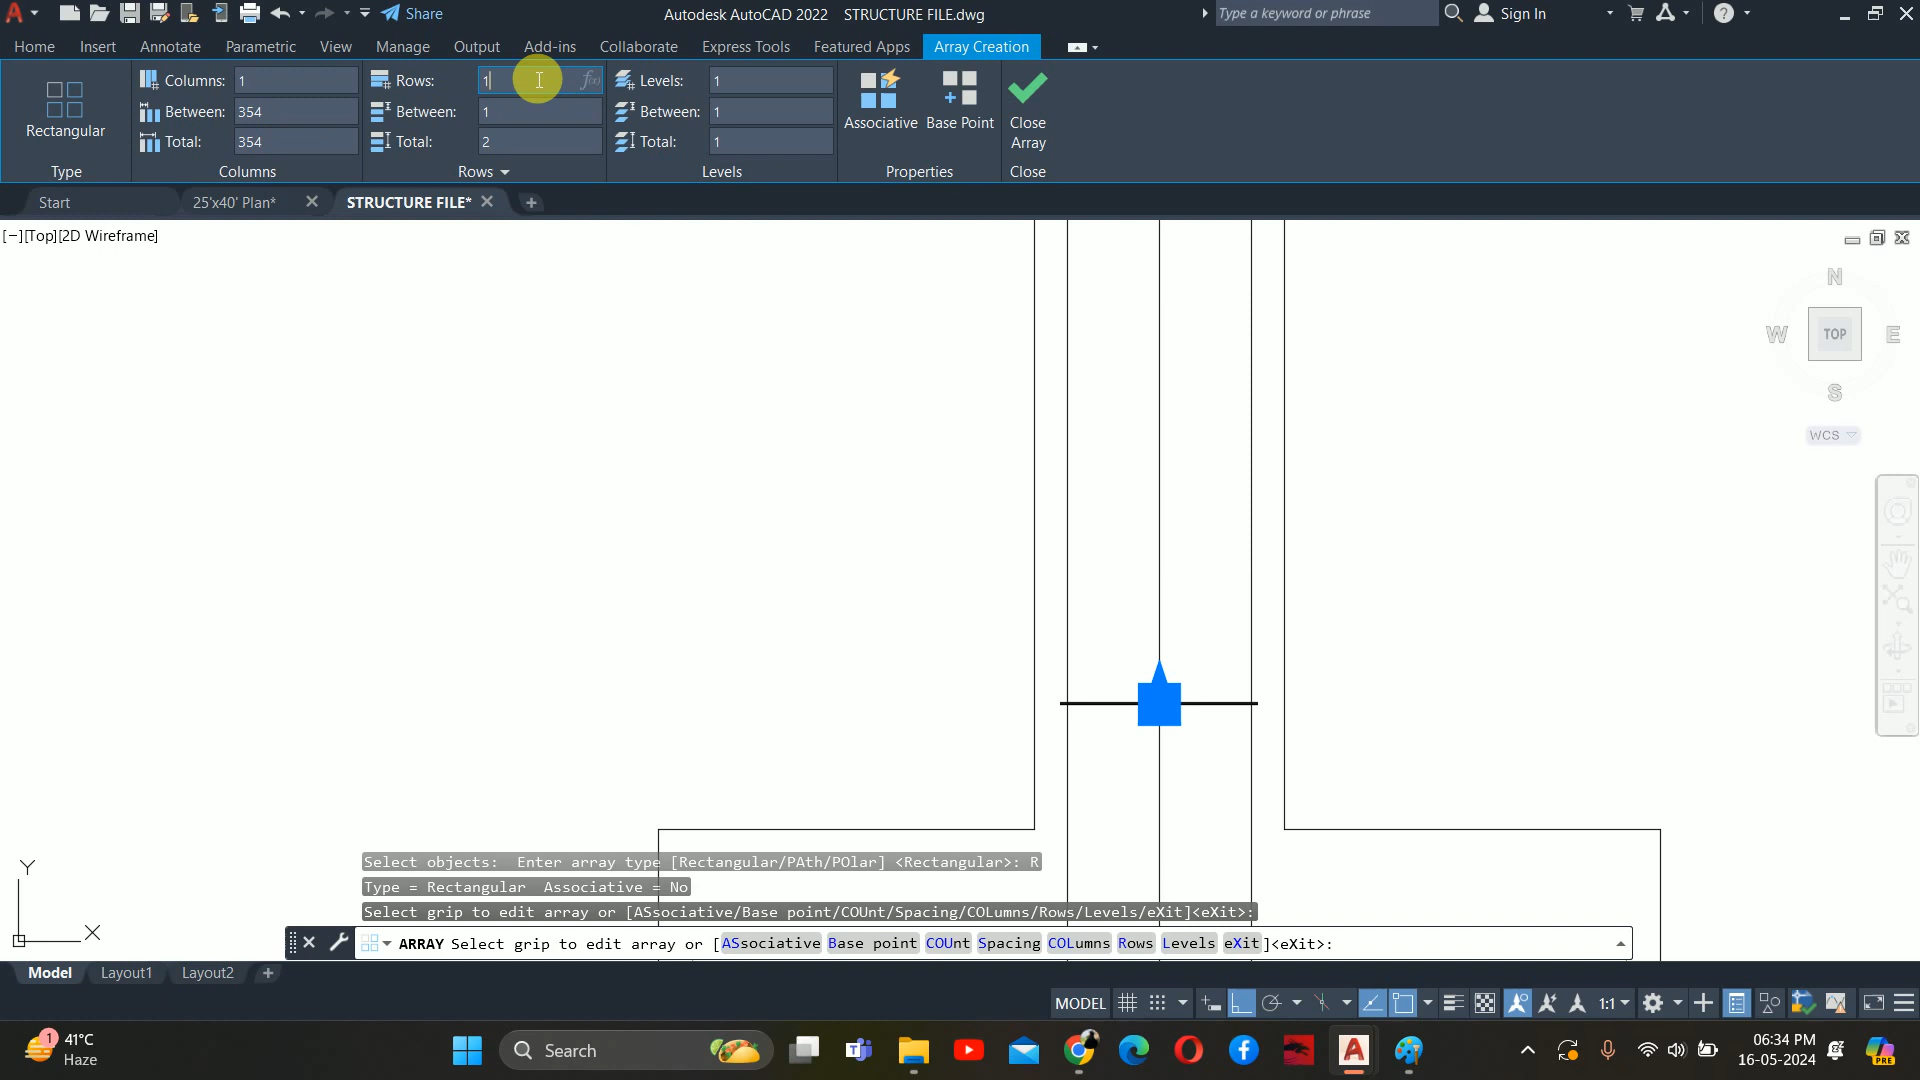 Share
Autodesk AutoCAD 2022 STRUCTURE FILE.dwg
Type a keyword or phrase
Sign In
Home Insert Annotate Parametric View Manage Output Add-ins Collaborate Express Tools Featured Apps Array Creation
Rectangular
Type
Columns: 1
Between: 354
Total: 354
Columns
Rows: 1
Between: 1
Total: 2
Rows
Levels: 1
Between: 1
Total: 1
Levels
Associative Base Point
Properties
Close Array
Close
Start 25'x40' Plan* STRUCTURE FILE*
[−][Top][2D Wireframe]
N
W TOP E
S
WCS
Y
X
Select objects: Enter array type [Rectangular/PAth/POlar] <Rectangular>: R
Type = Rectangular Associative = No
Select grip to edit array or [ASsociative/Base point/COUnt/Spacing/COLumns/Rows/Levels/eXit]<eXit>:
ARRAY Select grip to edit array or [ASsociative Base point COUnt Spacing COLumns Rows Levels eXit]<eXit>:
Model Layout1 Layout2
MODEL 1:1
1
41°C
Haze
Search
06:34 PM
16-05-2024
PRE